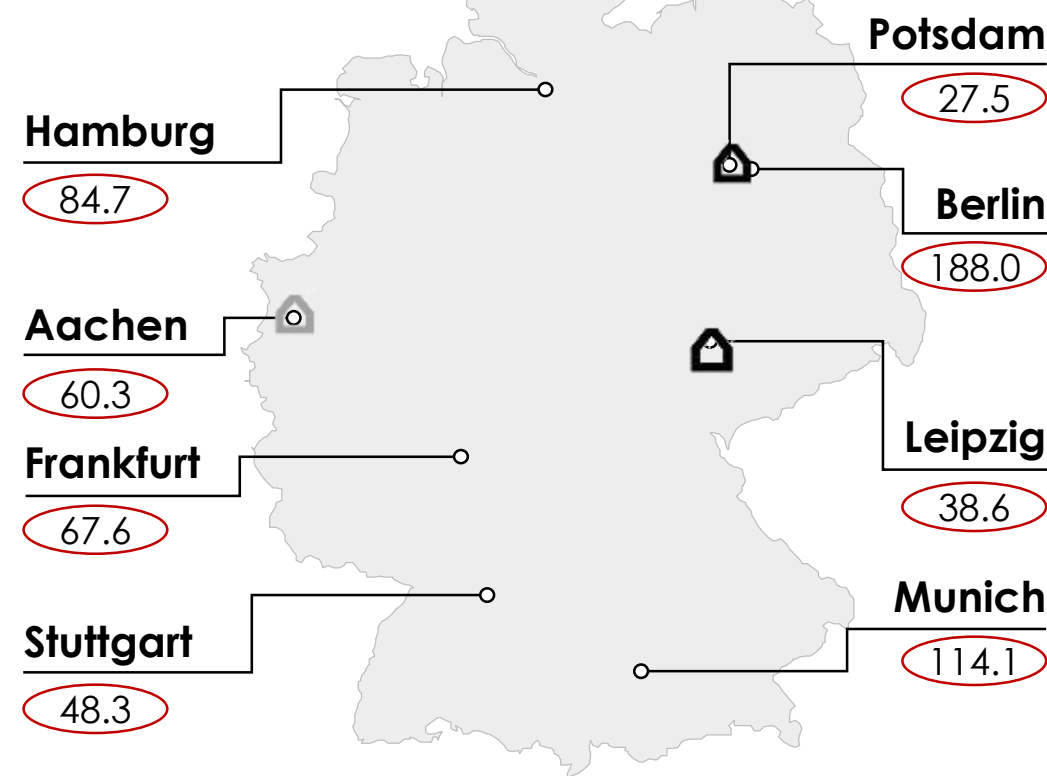 Potsdam
27.5
Hamburg
84.7
Berlin
188.0
Aachen
60.3
Leipzig
38.6
Frankfurt
67.6
Munich
114.1
Stuttgart
48.3